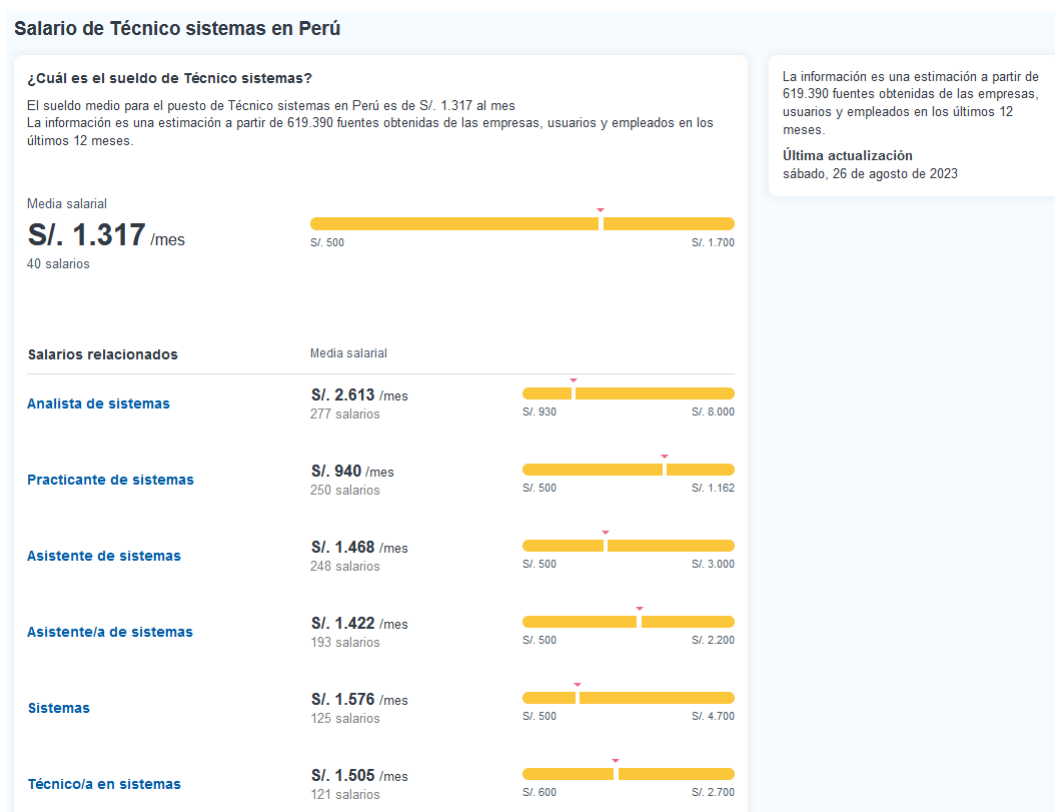 Salario de Técnico sistemas en Perú
¿Cuál es el sueldo de Técnico sistemas?
El sueldo medio para el puesto de Técnico sistemas en Perú es de S/. 1.317 al mes
La información es una estimación a partir de 619.390 fuentes obtenidas de las empresas, usuarios y empleados en los
últimos 12 meses.
Media salarial
S/. 1.317 /mes
40 salarios
S/. 500
S/. 1.700
Salarios relacionados
Media salarial
Analista de sistemas
S/. 2.613 /mes
277 salarios
S/. 930
S/. 8.000
Practicante de sistemas
S/. 940 /mes
250 salarios
S/. 500
S/. 1.162
Asistente de sistemas
S/. 1.468 /mes
248 salarios
S/. 500
S/. 3.000
Asistente/a de sistemas
S/. 1.422 /mes
193 salarios
S/. 500
S/. 2.200
Sistemas
S/. 1.576 /mes
125 salarios
S/. 500
S/. 4.700
Técnico/a en sistemas
S/. 1.505 /mes
121 salarios
S/. 600
S/. 2.700
La información es una estimación a partir de
619.390 fuentes obtenidas de las empresas,
usuarios y empleados en los últimos 12
meses.
Última actualización
sábado, 26 de agosto de 2023